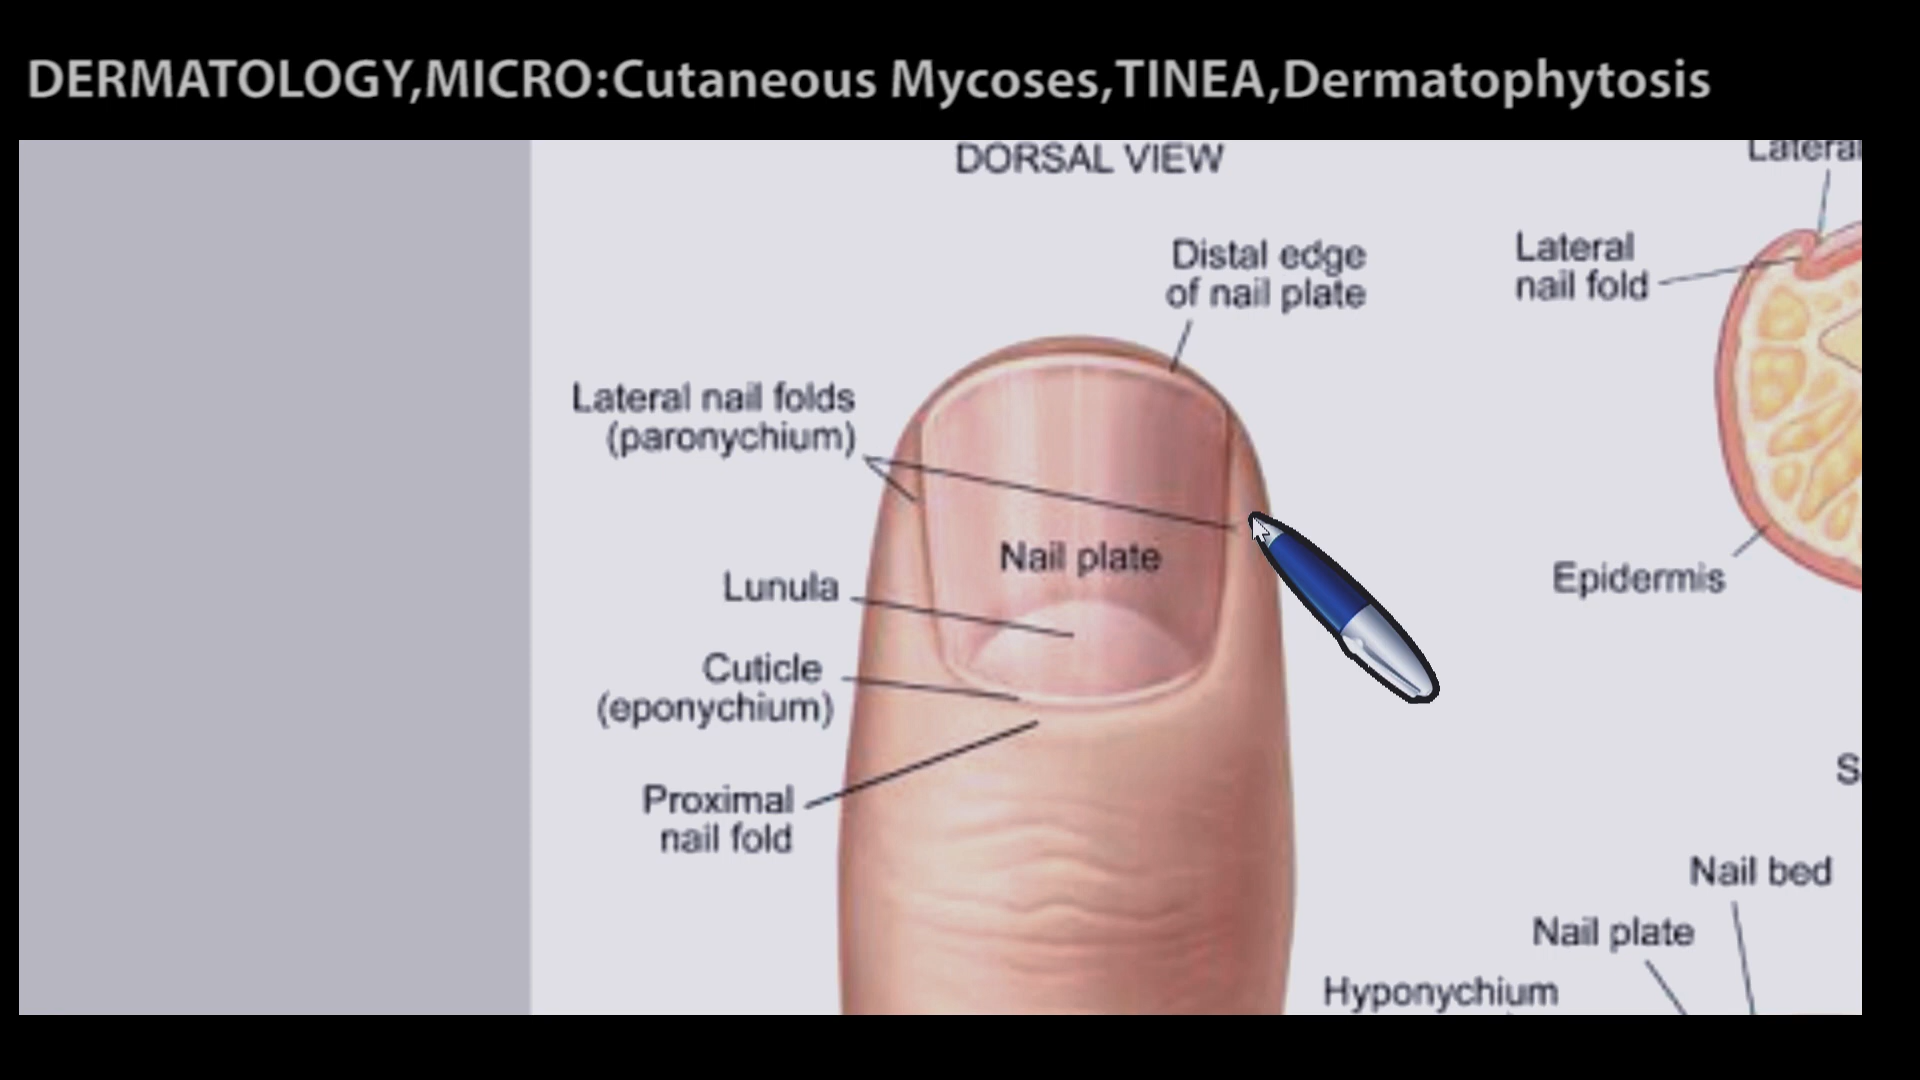 DERMATOLOGY,MICRO:Cutaneous Mycoses,TINEA,Dermatophytosis
DORSAL VIEW
Lateral
Distal edge
of nail plate
Lateral
nail fold
Lateral nail folds
(paronychium)
Nail plate
Lunula
Epidermis
Cuticle
(eponychium)
Proximal
nail fold
S
Nail bed
Nail plate
Hyponychium